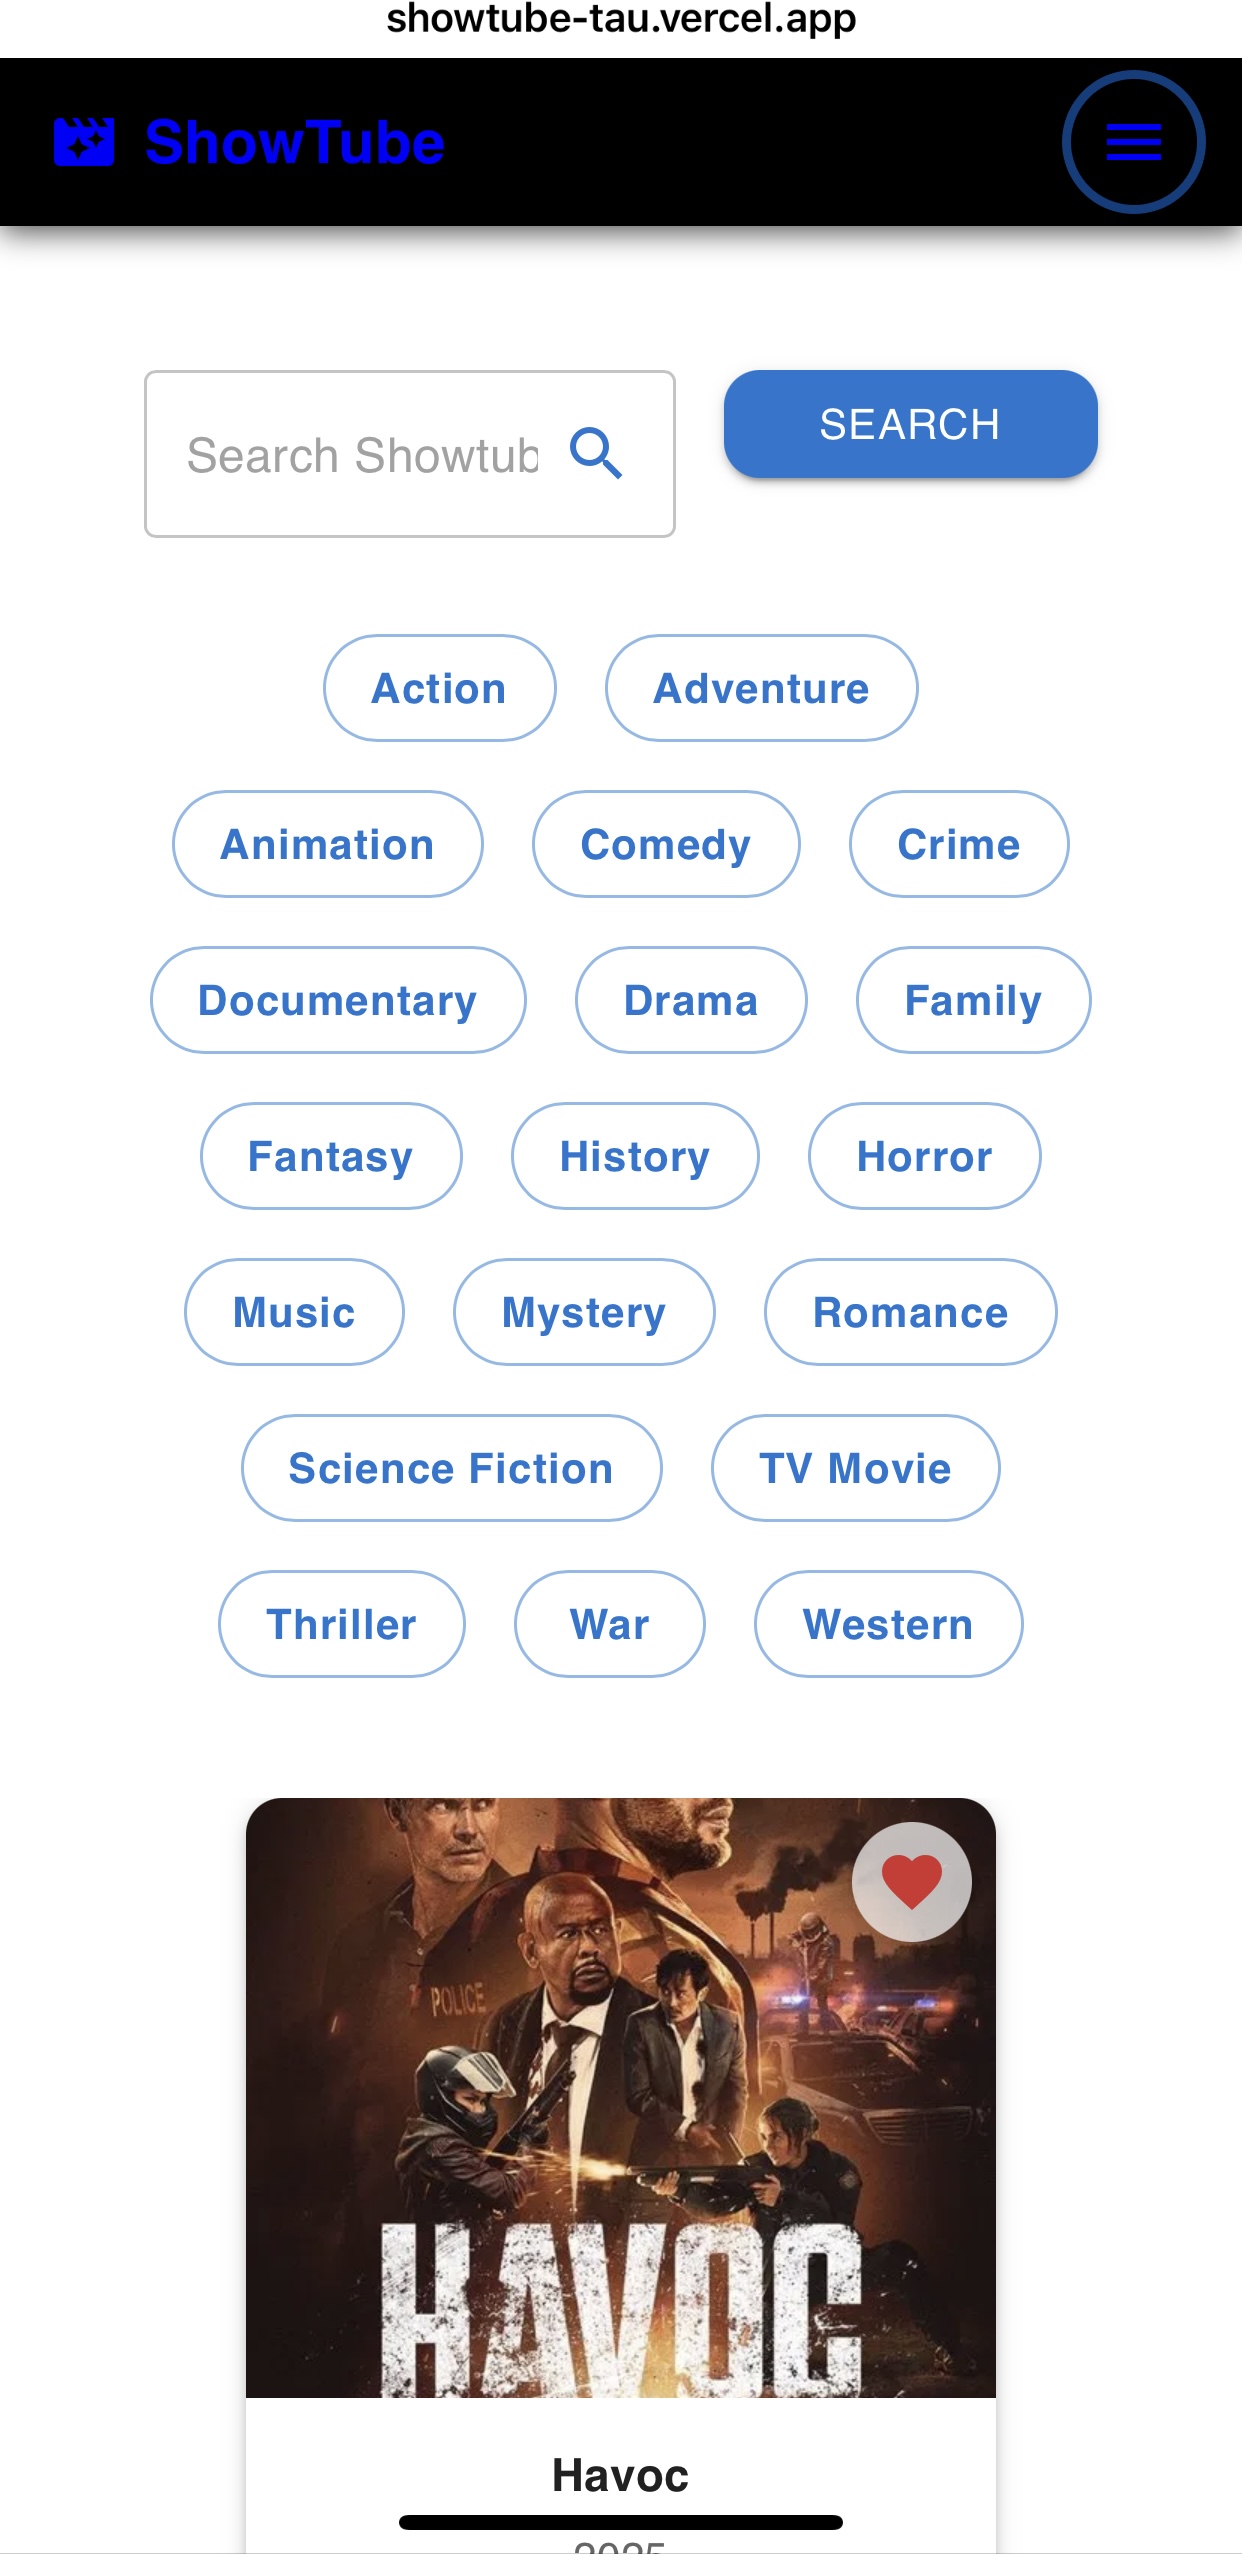 showtube-tau.vercel.app
ShowTube
Search Showtub
SEARCH
Action Adventure
Animation Comedy Crime
Documentary Drama Family
Fantasy History Horror
Music Mystery Romance
Science Fiction TV Movie
Thriller War Western
POLICE
HAVOC
Havoc
2025